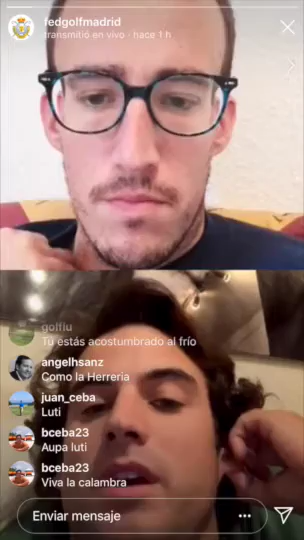 fedgolfmadrid
transmitió en vivo · hace 1 h
golfiu
Tu estás acostumbrado al frío
angelhsanz
Como la Herreria
juan_ceba
Luti
bceba23
Aupa luti
bceba23
Viva la calambra
Enviar mensaje